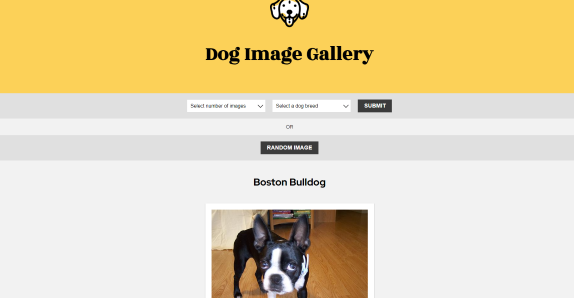 Dog Image Gallery
Select number of images
Select a dog breed
SUBMIT
OR
RANDOM IMAGE
Boston Bulldog